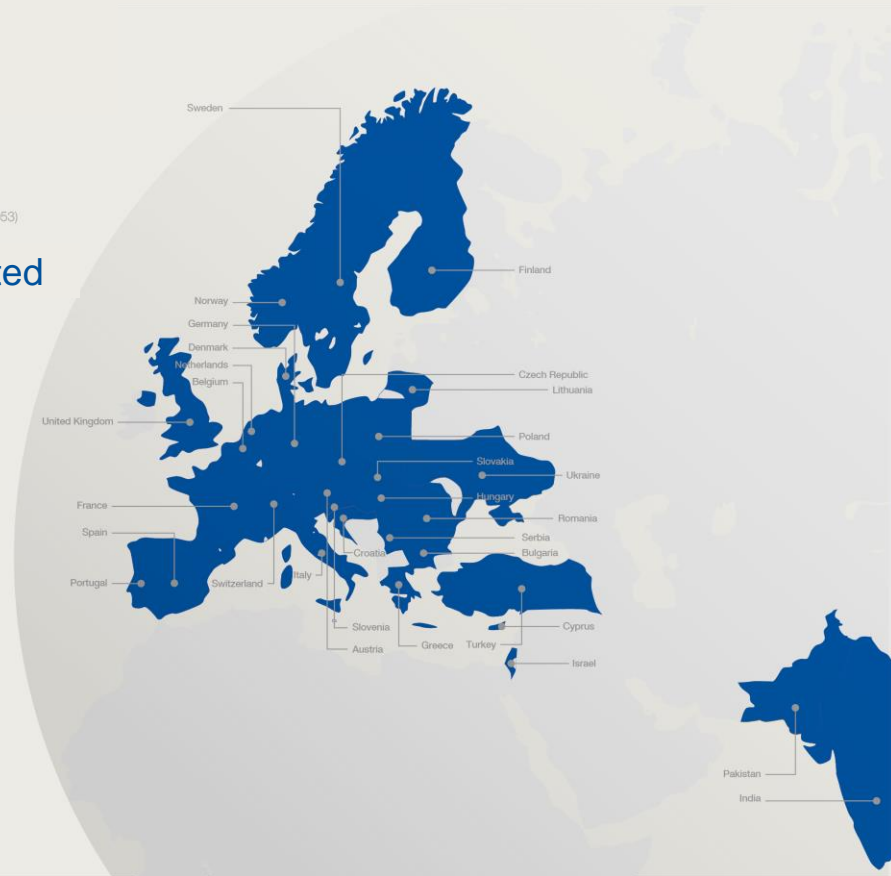 Sweden
53)
ted
Finland
Norway
Germany
Denmark
Netherlands
Czech Republic
Belgium
Lithuania
United Kingdom
Poland
Slovakia
Ukraine
Hungary
France
Romania
Spain
Serbia
Croatia
Bulgaria
Italy
Portugal
Switzerland
Slovenia
Cyprus
Greece
Turkey
Austria
Israel
Pakistan
India